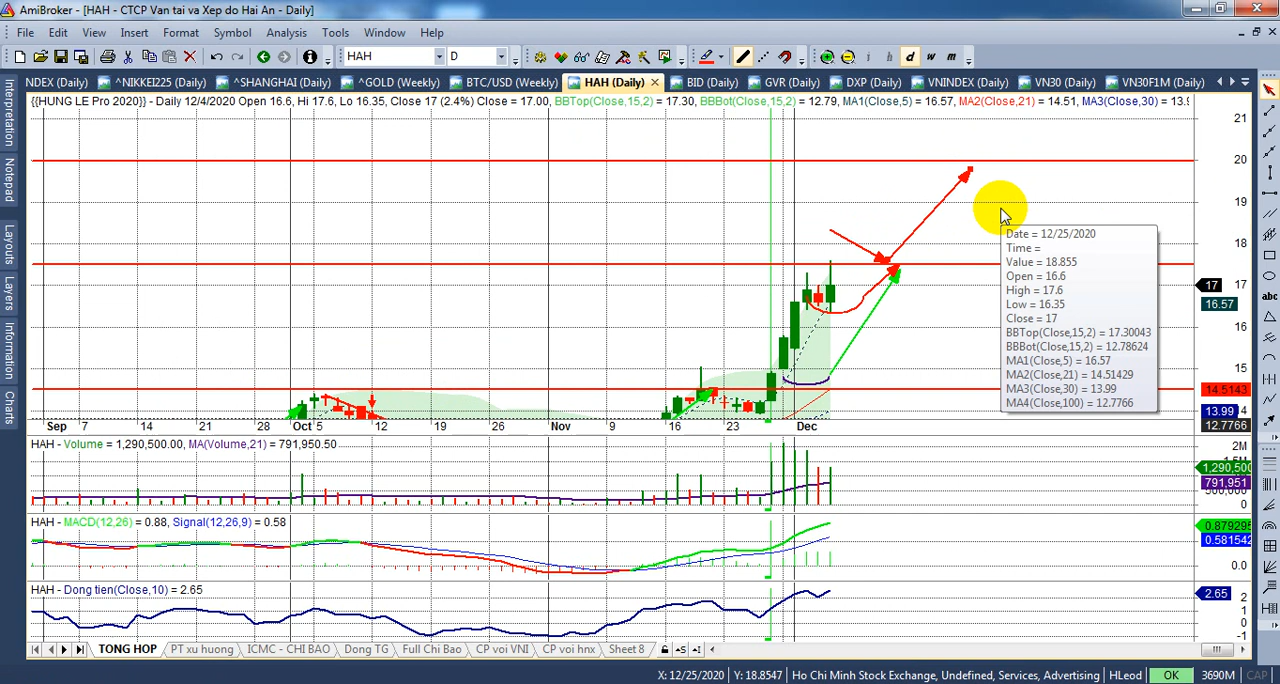 AmiBroker - [HAH - CTCP Van tai va Xep do Hai An - Daily]
File Edit View Insert Format Symbol Analysis Tools Window Help
HAH D i h d w m
NDEX (Daily) ^NIKKEI225 (Daily) ^SHANGHAI (Daily) ^GOLD (Weekly) BTC/USD (Weekly) HAH (Daily) BID (Daily) GVR (Daily) DXP (Daily) VNINDEX (Daily) VN30 (Daily) VN30F1M (Daily)
{{HUNG LE Pro 2020}} - Daily 12/4/2020 Open 16.6, Hi 17.6, Lo 16.35, Close 17 (2.4%) Close = 17.00, BBTop(Close,15,2) = 17.30, BBBot(Close,15,2) = 12.79, MA1(Close,5) = 16.57, MA2(Close,21) = 14.51, MA3(Close,30) = 13.9
Interpretation
Notepad
Layouts
Layers
Information
Charts
abc
21
20
19
18
17
17
16.57
16
15
14.5143
13.99 4
12.7766
Date = 12/25/2020
Time =
Value = 18.855
Open = 16.6
High = 17.6
Low = 16.35
Close = 17
BBTop(Close,15,2) = 17.30043
BBBot(Close,15,2) = 12.78624
MA1(Close,5) = 16.57
MA2(Close,21) = 14.51429
MA3(Close,30) = 13.99
MA4(Close,100) = 12.7766
Sep 7 14 21 28 Oct 5 12 19 26 Nov 9 16 23 Dec
HAH - Volume = 1,290,500.00, MA(Volume,21) = 791,950.50
2M
1,290,500
791,951
HAH - MACD(12,26) = 0.88, Signal(12,26,9) = 0.58
0.879295
0.581542
0.0
HAH - Dong tien(Close,10) = 2.65
2.65
2
1
0
-1
TONG HOP PT xu huong ICMC - CHI BAO Dong TG Full Chi Bao CP voi VNI CP voi hnx Sheet 8
X: 12/25/2020 Y: 18.8547 Ho Chi Minh Stock Exchange, Undefined, Services, Advertising HLeod OK 3690M CAP